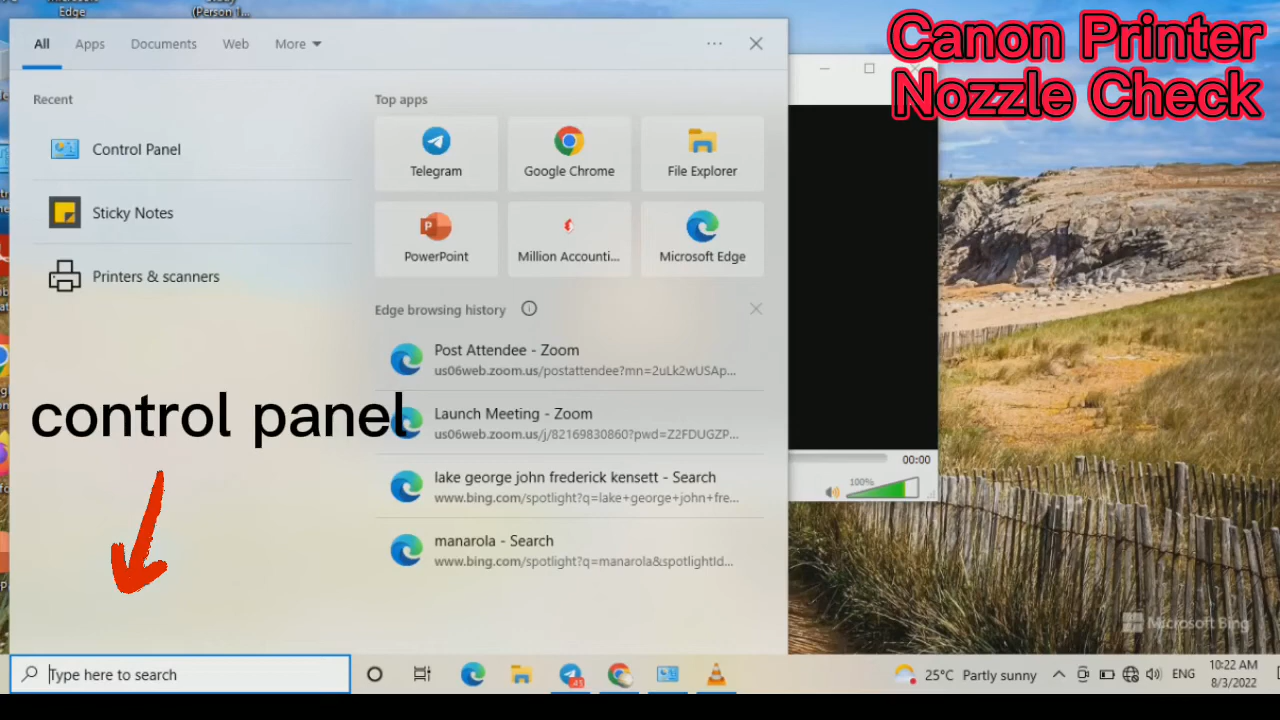 Edge
(Person 1...
All
Apps
Documents
Web
More
...
Canon Printer
Nozzle Check
Recent
Control Panel
Sticky Notes
Printers & scanners
Top apps
Telegram
Google Chrome
File Explorer
PowerPoint
Million Accounti...
Microsoft Edge
Edge browsing history
Post Attendee - Zoom
us06web.zoom.us/postattendee?mn=2uLk2wUSAp...
Launch Meeting - Zoom
us06web.zoom.us/j/82169830860?pwd=Z2FDUGZP...
lake george john frederick kensett - Search
www.bing.com/spotlight?q=lake+george+john+fre...
manarola - Search
www.bing.com/spotlight?q=manarola&spotlightId...
control panel
00:00
100%
Microsoft Bing
Type here to search
25°C Partly sunny
ENG
10:22 AM
8/3/2022